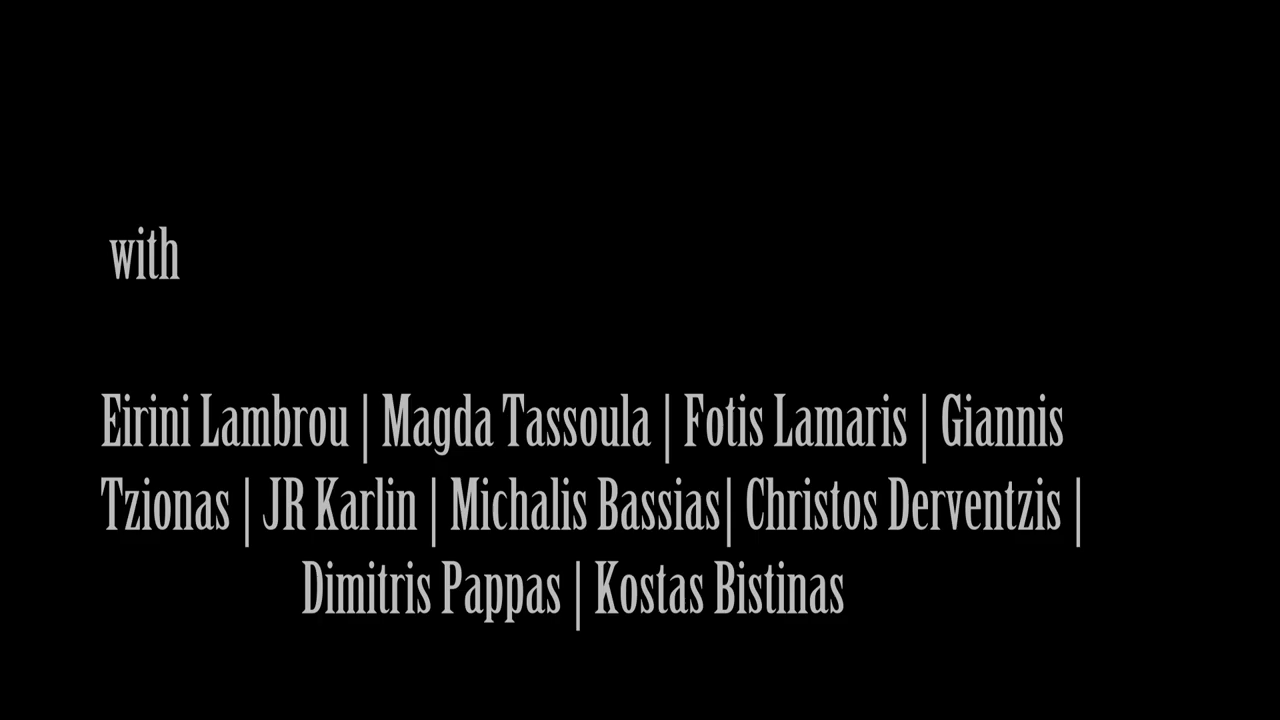 with
Eirini Lambrou | Magda Tassoula | Fotis Lamaris | Giannis
Tzionas | JR Karlin | Michalis Bassias| Christos Derventzis |
Dimitris Pappas | Kostas Bistinas